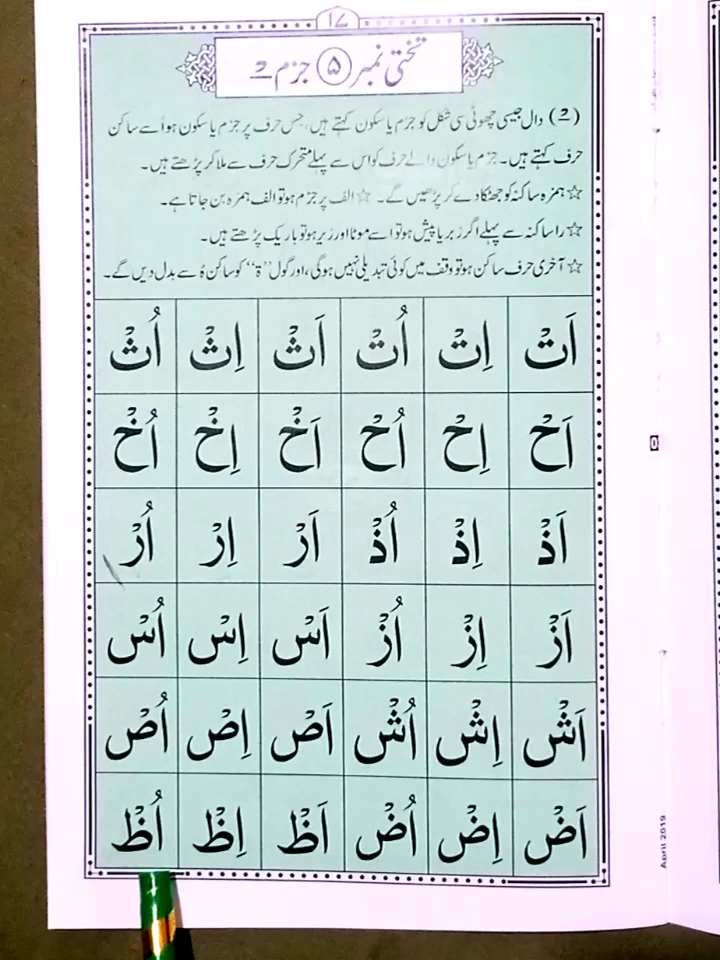 ۱۷
تختی نمبر ۵ جزم ـْ
(ـْ) دال جیسی چھوٹی سی شکل کو جزم یا سکون کہتے ہیں، جس حرف پر جزم یا سکون ہو اُسے ساکن
حرف کہتے ہیں۔ جزم یا سکون والے حرف کو اس سے پہلے متحرک حرف سے ملا کر پڑھتے ہیں۔
☆ ہمزہ ساکنہ کو جھٹکا دے کر پڑھیں گے۔ ☆ الف پر جزم ہو تو الف ہمزہ بن جاتا ہے۔
☆ را ساکنہ سے پہلے اگر زبر یا پیش ہو تو اسے موٹا اور زیر ہو تو باریک پڑھتے ہیں۔
☆ آخری حرف ساکن ہو تو وقف میں کوئی تبدیلی نہیں ہوگی، اور گول "ۃ" کو ساکن ہْ سے بدل دیں گے۔
اَتْ اِتْ اُتْ اَثْ اِثْ اُثْ
اَحْ اِحْ اُحْ اَخْ اِخْ اُخْ
اَذْ اِذْ اُذْ اَرْ اِرْ اُرْ
اَزْ اِزْ اُزْ اَسْ اِسْ اُسْ
اَشْ اِشْ اُشْ اَصْ اِصْ اُصْ
اَضْ اِضْ اُضْ اَظْ اِظْ اُظْ
April 2019